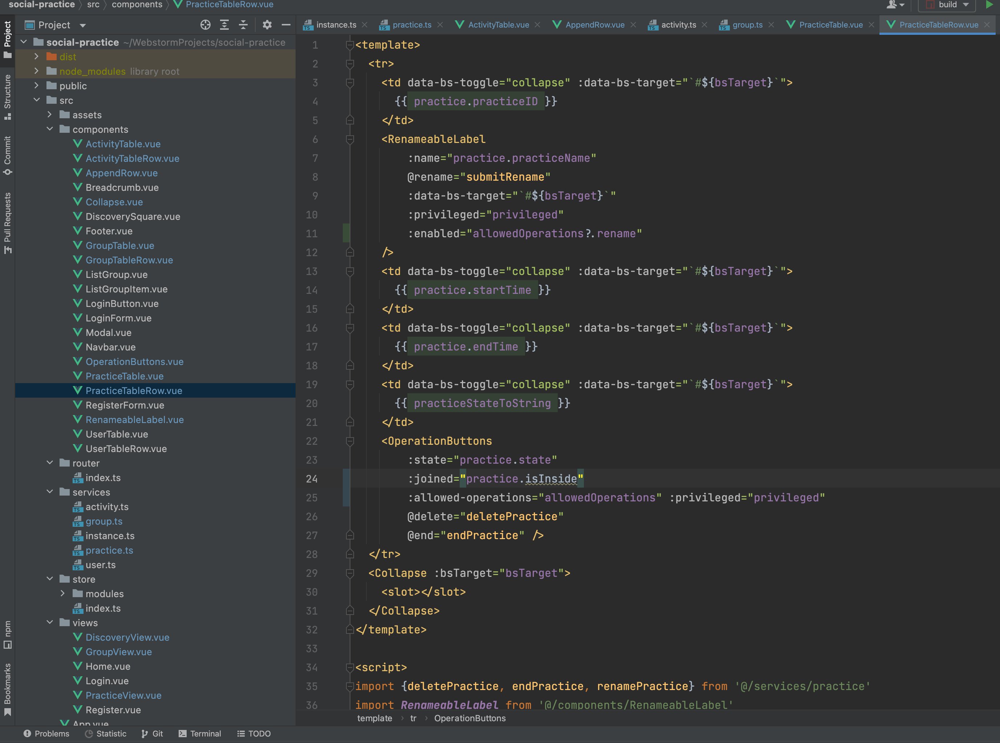 social-practice src components PracticeTableRow.vue build
Project
instance.ts practice.ts ActivityTable.vue AppendRow.vue activity.ts group.ts PracticeTable.vue PracticeTableRow.vue
Project
Structure
Commit
Pull Requests
npm
Bookmarks
social-practice ~/WebstormProjects/social-practice
dist
node_modules library root
public
src
assets
components
ActivityTable.vue
ActivityTableRow.vue
AppendRow.vue
Breadcrumb.vue
Collapse.vue
DiscoverySquare.vue
Footer.vue
GroupTable.vue
GroupTableRow.vue
ListGroup.vue
ListGroupItem.vue
LoginButton.vue
LoginForm.vue
Modal.vue
Navbar.vue
OperationButtons.vue
PracticeTable.vue
PracticeTableRow.vue
RegisterForm.vue
RenameableLabel.vue
UserTable.vue
UserTableRow.vue
router
index.ts
services
activity.ts
group.ts
instance.ts
practice.ts
user.ts
store
modules
index.ts
views
DiscoveryView.vue
GroupView.vue
Home.vue
Login.vue
PracticeView.vue
Register.vue
App.vue
1 <template>
2 <tr>
3 <td data-bs-toggle="collapse" :data-bs-target="`#${bsTarget}`">
4 {{ practice.practiceID }}
5 </td>
6 <RenameableLabel
7 :name="practice.practiceName"
8 @rename="submitRename"
9 :data-bs-target="`#${bsTarget}`"
10 :privileged="privileged"
11 :enabled="allowedOperations?.rename"
12 />
13 <td data-bs-toggle="collapse" :data-bs-target="`#${bsTarget}`">
14 {{ practice.startTime }}
15 </td>
16 <td data-bs-toggle="collapse" :data-bs-target="`#${bsTarget}`">
17 {{ practice.endTime }}
18 </td>
19 <td data-bs-toggle="collapse" :data-bs-target="`#${bsTarget}`">
20 {{ practiceStateToString }}
21 </td>
22 <OperationButtons
23 :state="practice.state"
24 :joined="practice.isInside"
25 :allowed-operations="allowedOperations" :privileged="privileged"
26 @delete="deletePractice"
27 @end="endPractice" />
28 </tr>
29 <Collapse :bsTarget="bsTarget">
30 <slot></slot>
31 </Collapse>
32 </template>
33
34 <script>
35 import {deletePractice, endPractice, renamePractice} from '@/services/practice'
36 import RenameableLabel from '@/components/RenameableLabel'
template tr OperationButtons
Problems Statistic Git Terminal TODO